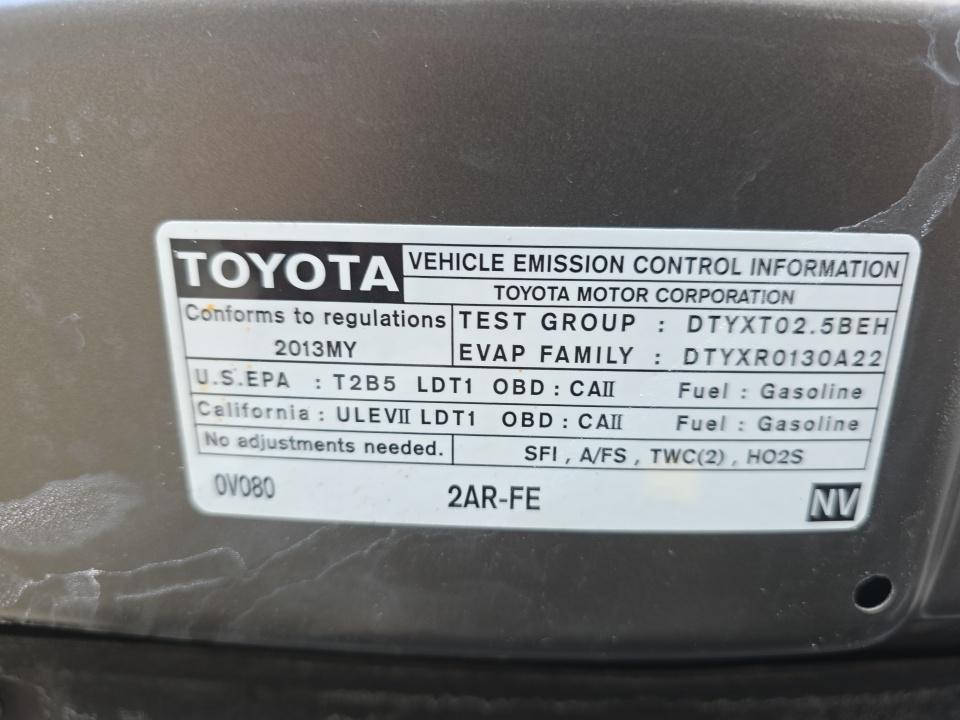 TOYOTA VEHICLE EMISSION CONTROL INFORMATION
TOYOTA MOTOR CORPORATION
Conforms to regulations
2013MY
TEST GROUP : DTYXT02.5BEH
EVAP FAMILY : DTYXR0130A22
U.S.EPA : T2B5 LDT1 OBD : CAII Fuel : Gasoline
California : ULEVII LDT1 OBD : CAII Fuel : Gasoline
No adjustments needed. SFI , A/FS , TWC(2) , HO2S
0V080 2AR-FE NV